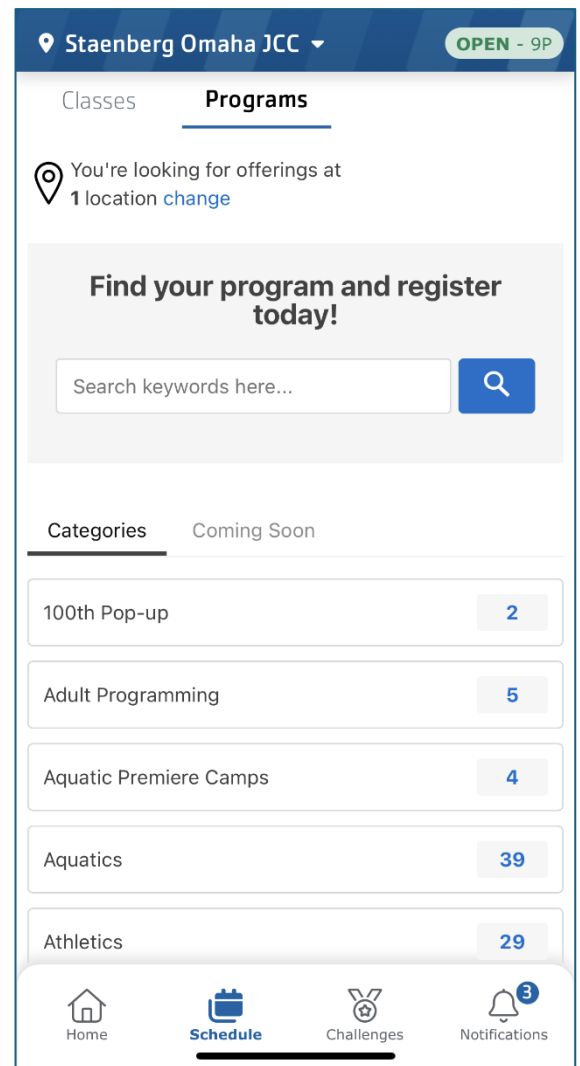 Staenberg Omaha JCC
OPEN - 9P
Classes
Programs
You're looking for offerings at
1 location change
Find your program and register
today!
Search keywords here...
Categories
Coming Soon
100th Pop-up
2
Adult Programming
5
Aquatic Premiere Camps
4
Aquatics
39
Athletics
29
3
Home
Schedule
Challenges
Notifications